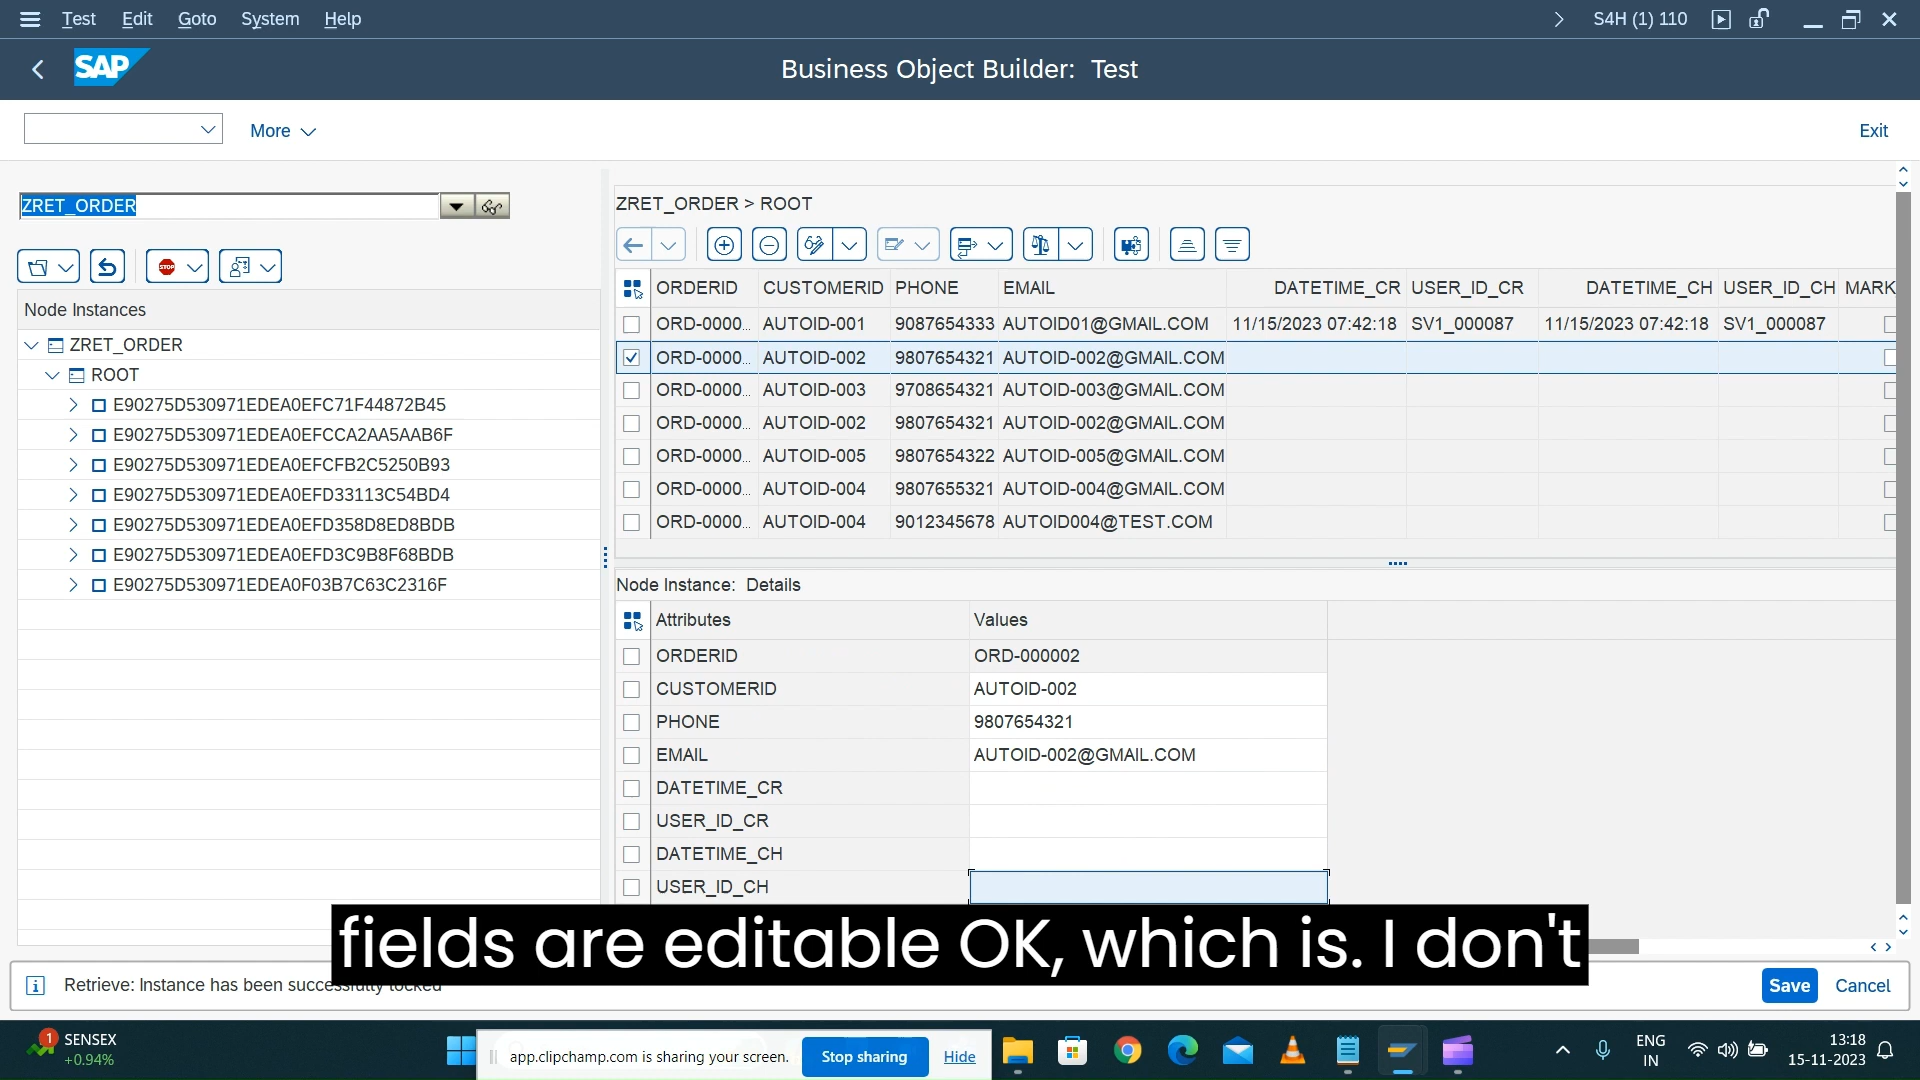 Test Edit Goto System Help S4H (1) 110
SAP Business Object Builder: Test
More Exit
ZRET_ORDER
STOP
Node Instances
ZRET_ORDER
ROOT
E90275D530971EDEA0EFC71F44872B45
E90275D530971EDEA0EFCCA2AA5AAB6F
E90275D530971EDEA0EFCFB2C5250B93
E90275D530971EDEA0EFD33113C54BD4
E90275D530971EDEA0EFD358D8ED8BDB
E90275D530971EDEA0EFD3C9B8F68BDB
E90275D530971EDEA0F03B7C63C2316F
ZRET_ORDER > ROOT
ORDERID CUSTOMERID PHONE EMAIL DATETIME_CR USER_ID_CR DATETIME_CH USER_ID_CH MARK
ORD-0000... AUTOID-001 9087654333 AUTOID01@GMAIL.COM 11/15/2023 07:42:18 SV1_000087 11/15/2023 07:42:18 SV1_000087
ORD-0000... AUTOID-002 9807654321 AUTOID-002@GMAIL.COM
ORD-0000... AUTOID-003 9708654321 AUTOID-003@GMAIL.COM
ORD-0000... AUTOID-002 9807654321 AUTOID-002@GMAIL.COM
ORD-0000... AUTOID-005 9807654322 AUTOID-005@GMAIL.COM
ORD-0000... AUTOID-004 9807655321 AUTOID-004@GMAIL.COM
ORD-0000... AUTOID-004 9012345678 AUTOID004@TEST.COM
Node Instance: Details
Attributes Values
ORDERID ORD-000002
CUSTOMERID AUTOID-002
PHONE 9807654321
EMAIL AUTOID-002@GMAIL.COM
DATETIME_CR
USER_ID_CR
DATETIME_CH
USER_ID_CH
fields are editable OK, which is. I don't
Retrieve: Instance has been successfully locked
Save Cancel
1 SENSEX
+0.94%
app.clipchamp.com is sharing your screen. Stop sharing Hide
ENG
IN
13:18
15-11-2023